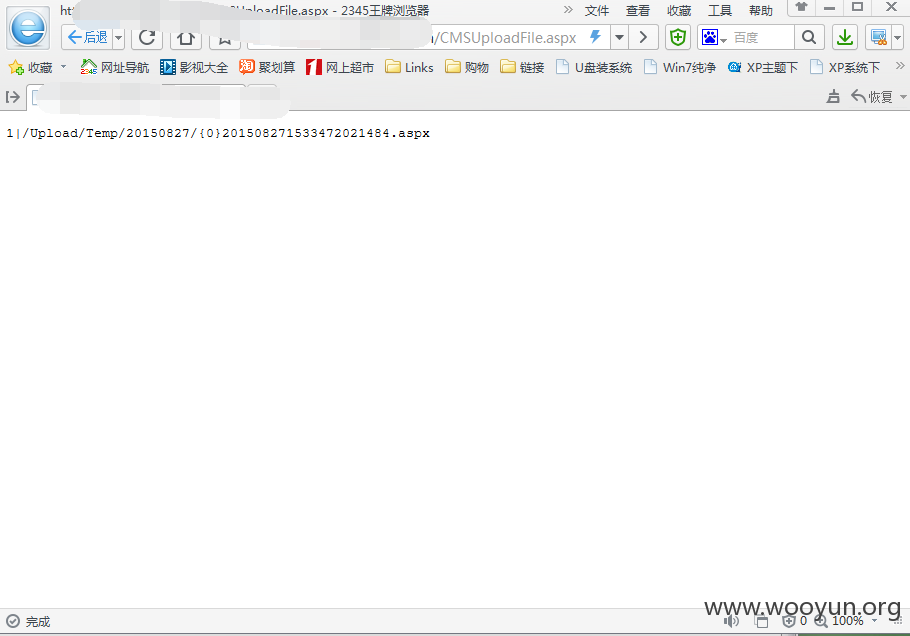 UploadFile.aspx - 2345王牌浏览器
文件 查看 收藏 工具 帮助
后退 /CMSUploadFile.aspx 百度
收藏 2345 网址导航 影视大全 淘 聚划算 网上超市 Links 购物 链接 U盘装系统 Win7纯净 XP主题下 XP系统下
恢复
1|/Upload/Temp/20150827/{0}201508271533472021484.aspx
www.wooyun.org
完成 0 100%